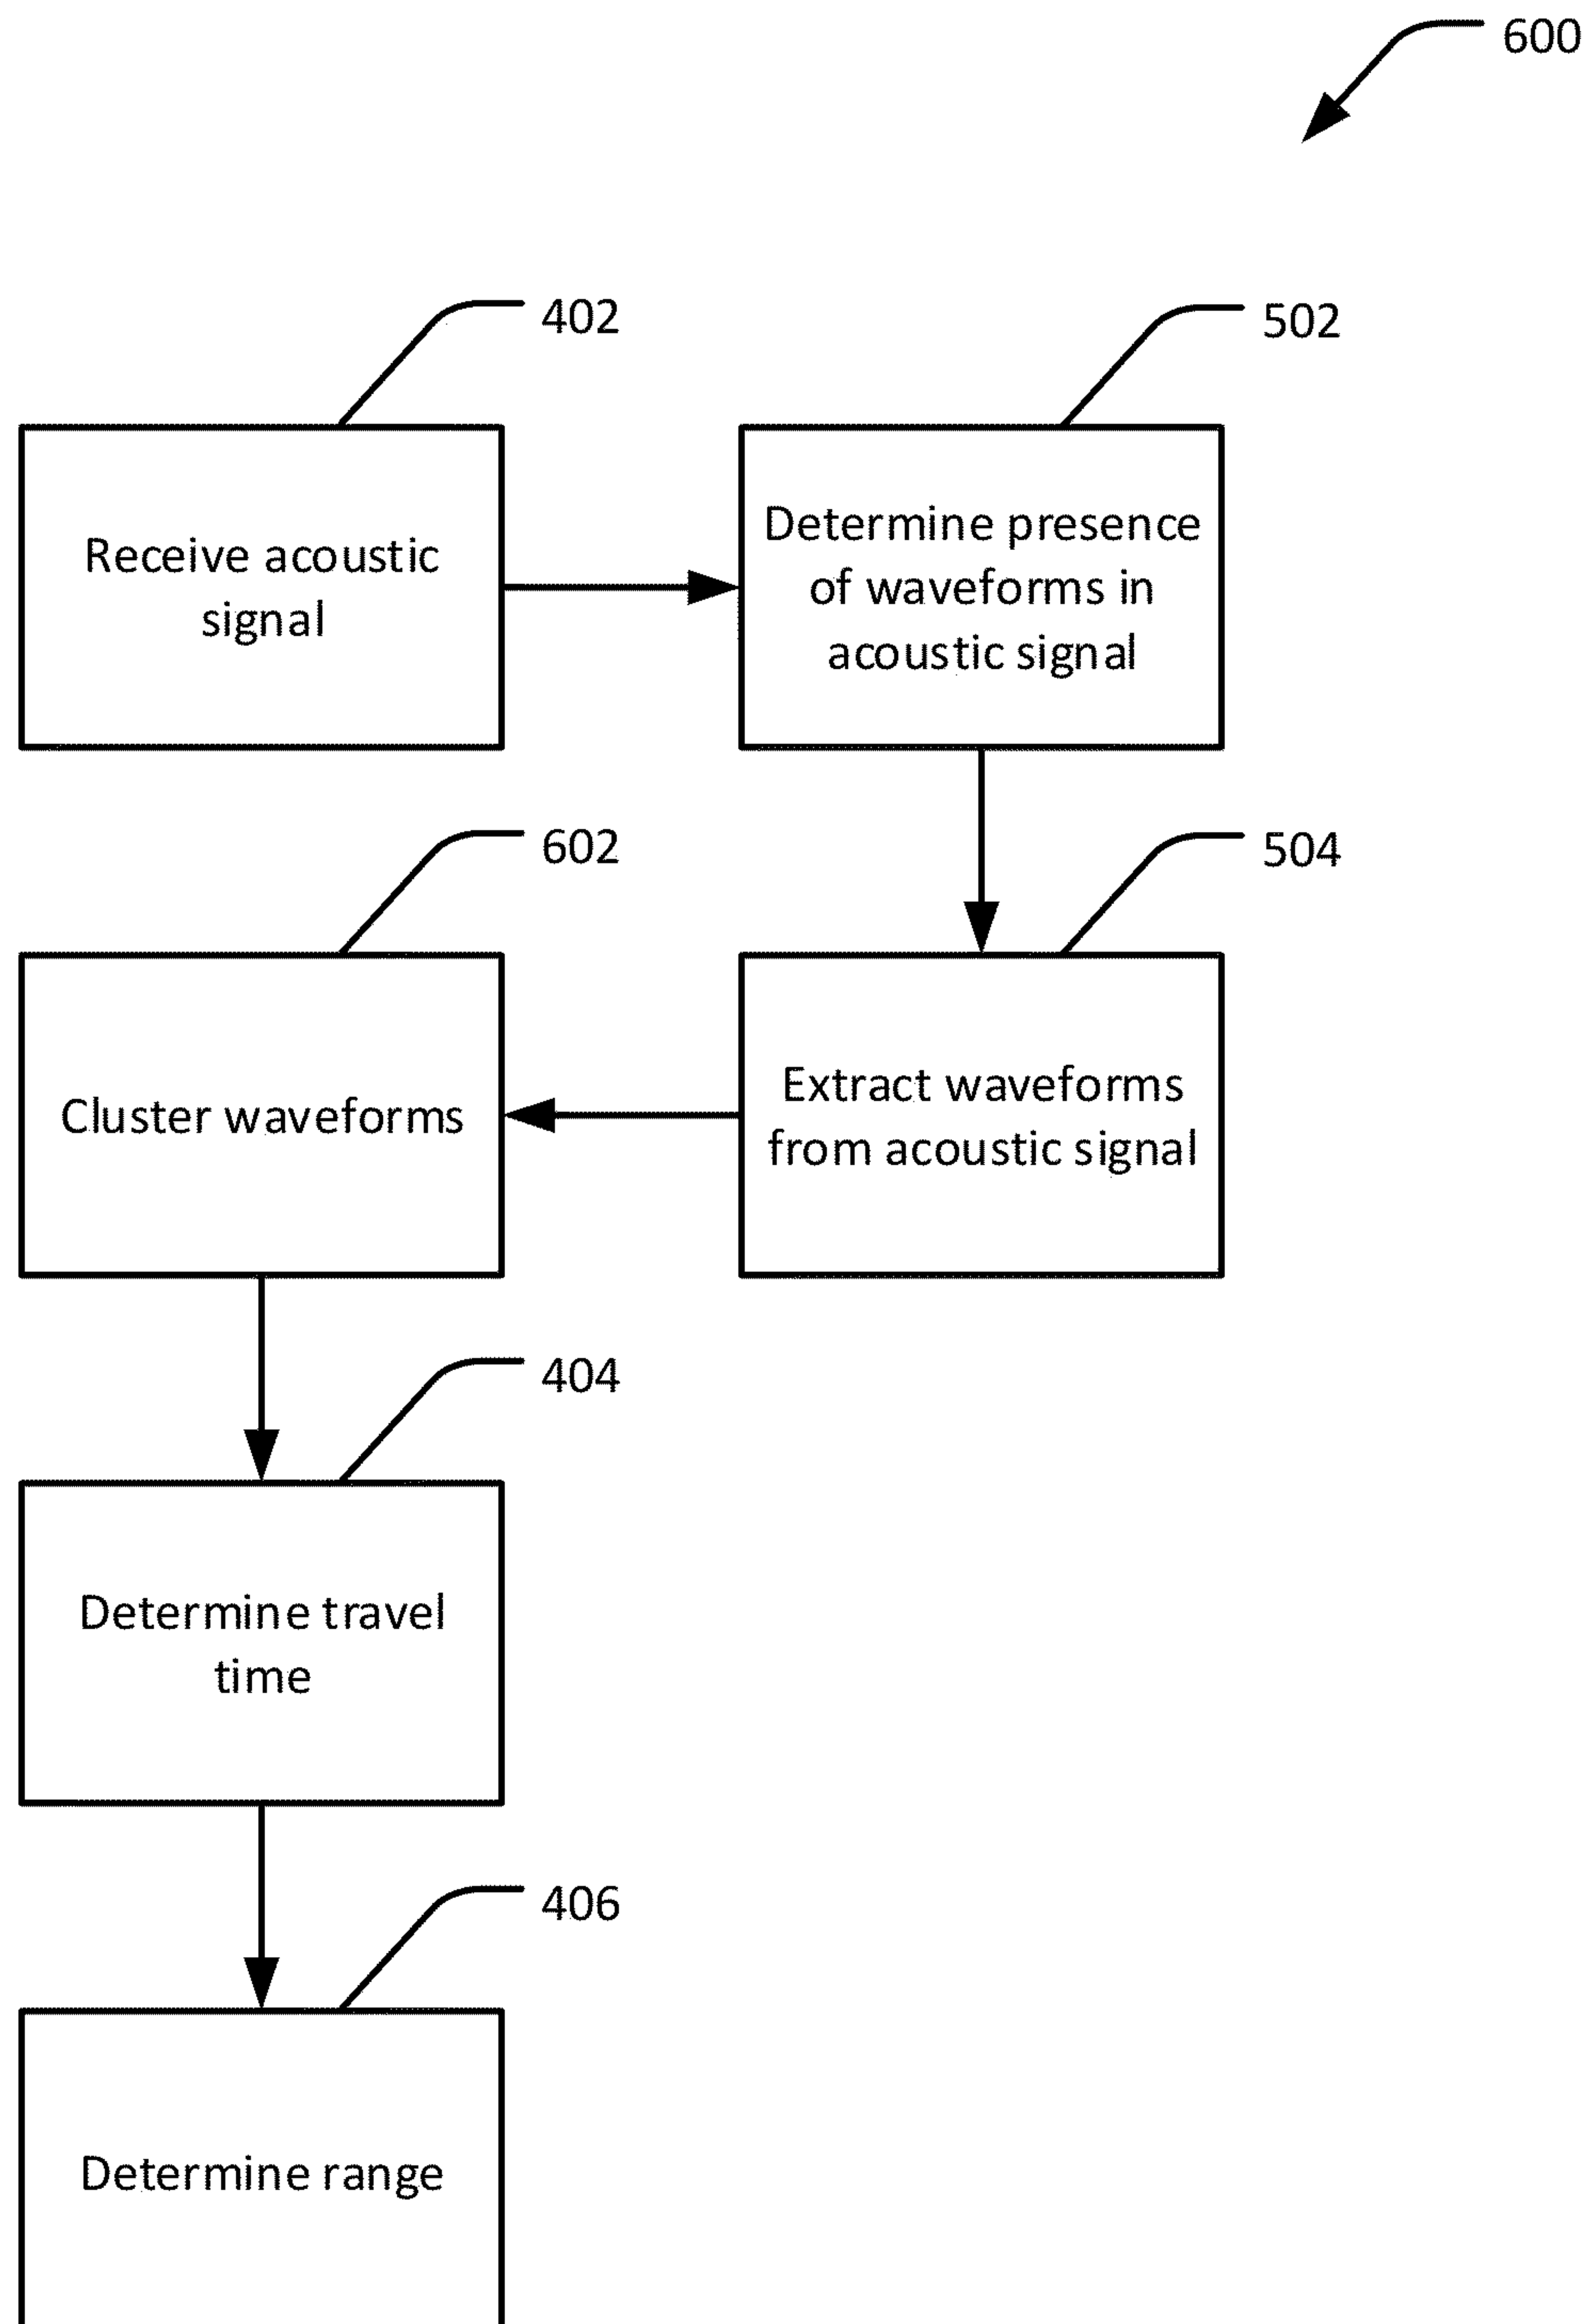 600
402
502
Receive acoustic
signal
Determine presence
of waveforms in
acoustic signal
602
504
Cluster waveforms
Extract waveforms
from acoustic signal
404
Determine travel
time
406
Determine range